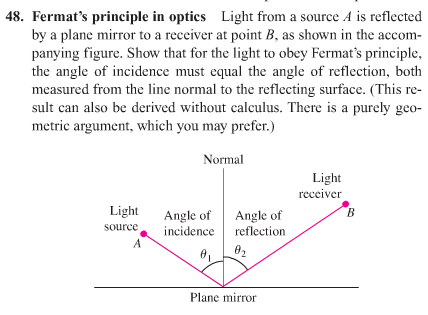 48. Fermat's principle in optics Light from a source A is reflected
by a plane mirror to a receiver at point B, as shown in the accom-
panying figure. Show that for the light to obey Fermat's principle,
the angle of incidence must equal the angle of reflection, both
measured from the line normal to the reflecting surface. (This re-
sult can also be derived without calculus. There is a purely geo-
metric argument, which you may prefer.)
Normal
Light
receiver
B
Light
source
A
Angle of
incidence
θ₁
Angle of
reflection
θ₂
Plane mirror